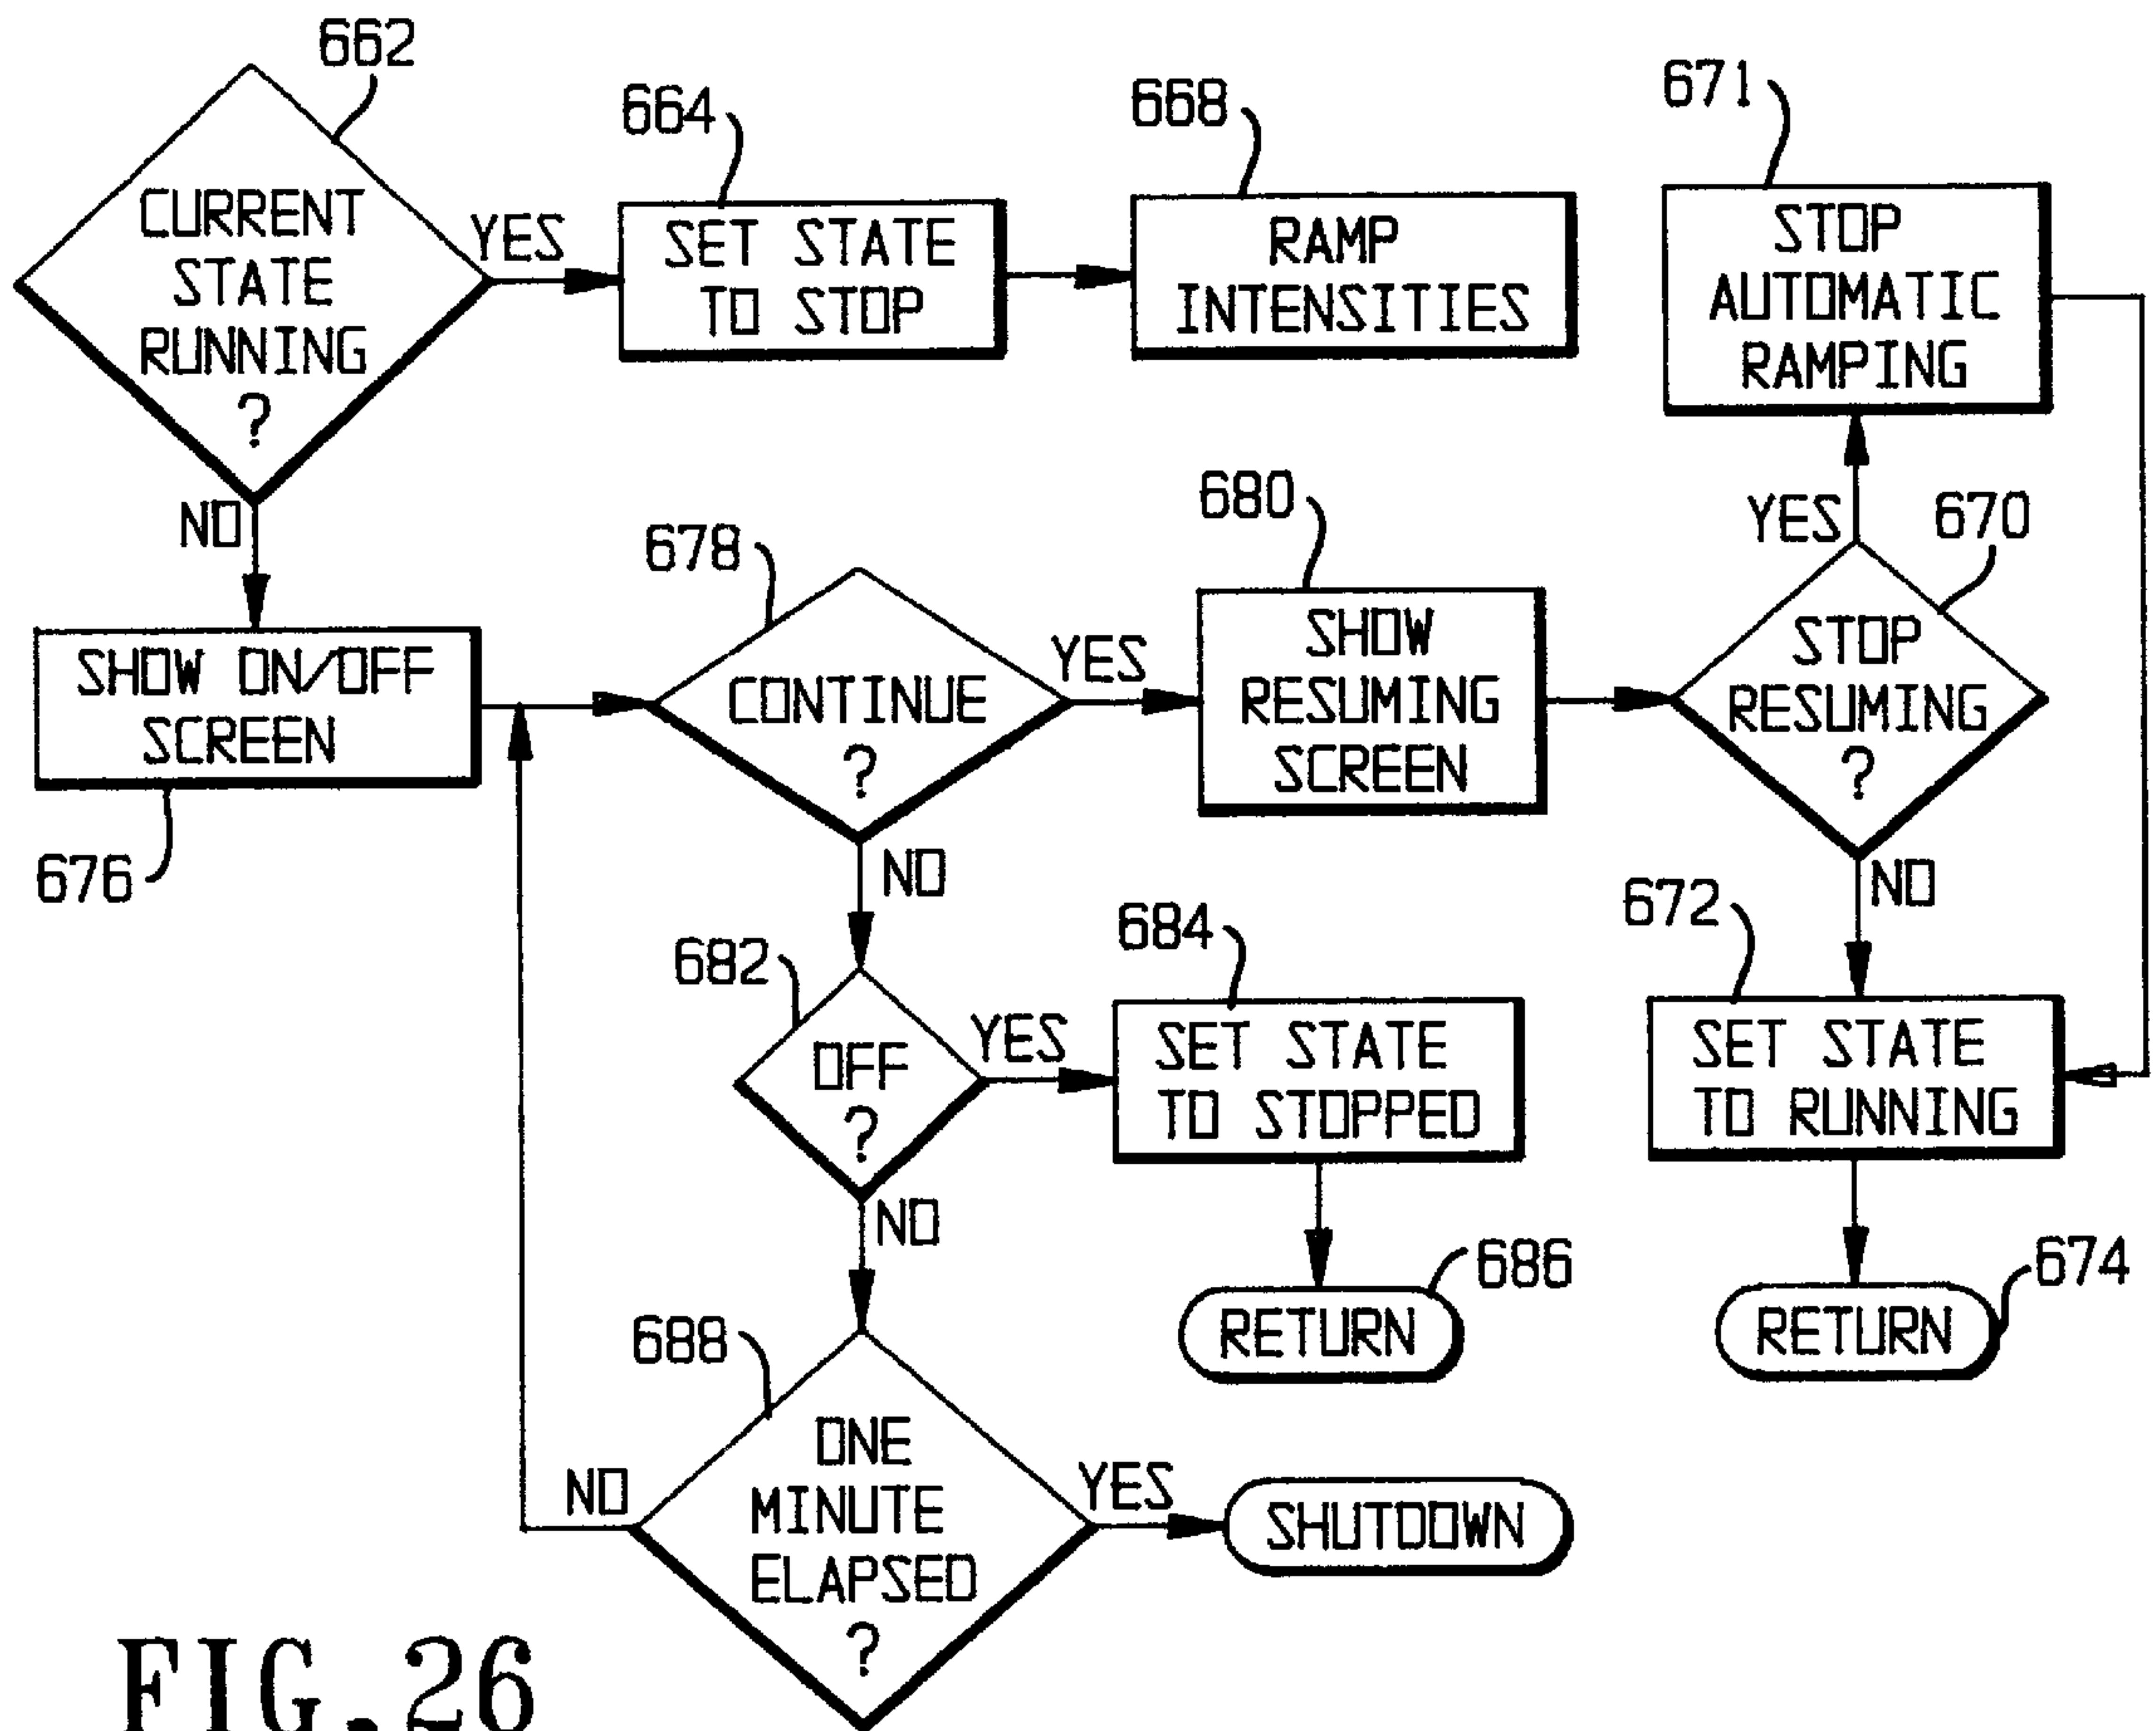 662
CURRENT
STATE
RUNNING
?
YES
NO
664
SET STATE
TO STOP
668
RAMP
INTENSITIES
671
STOP
AUTOMATIC
RAMPING
SHOW ON/OFF
SCREEN
676
678
CONTINUE
?
YES
NO
680
SHOW
RESUMING
SCREEN
YES
670
STOP
RESUMING
?
NO
682
OFF
?
YES
NO
684
SET STATE
TO STOPPED
672
SET STATE
TO RUNNING
RETURN
686
RETURN
674
688
ONE
MINUTE
ELAPSED
?
NO
YES
SHUTDOWN
FIG.26